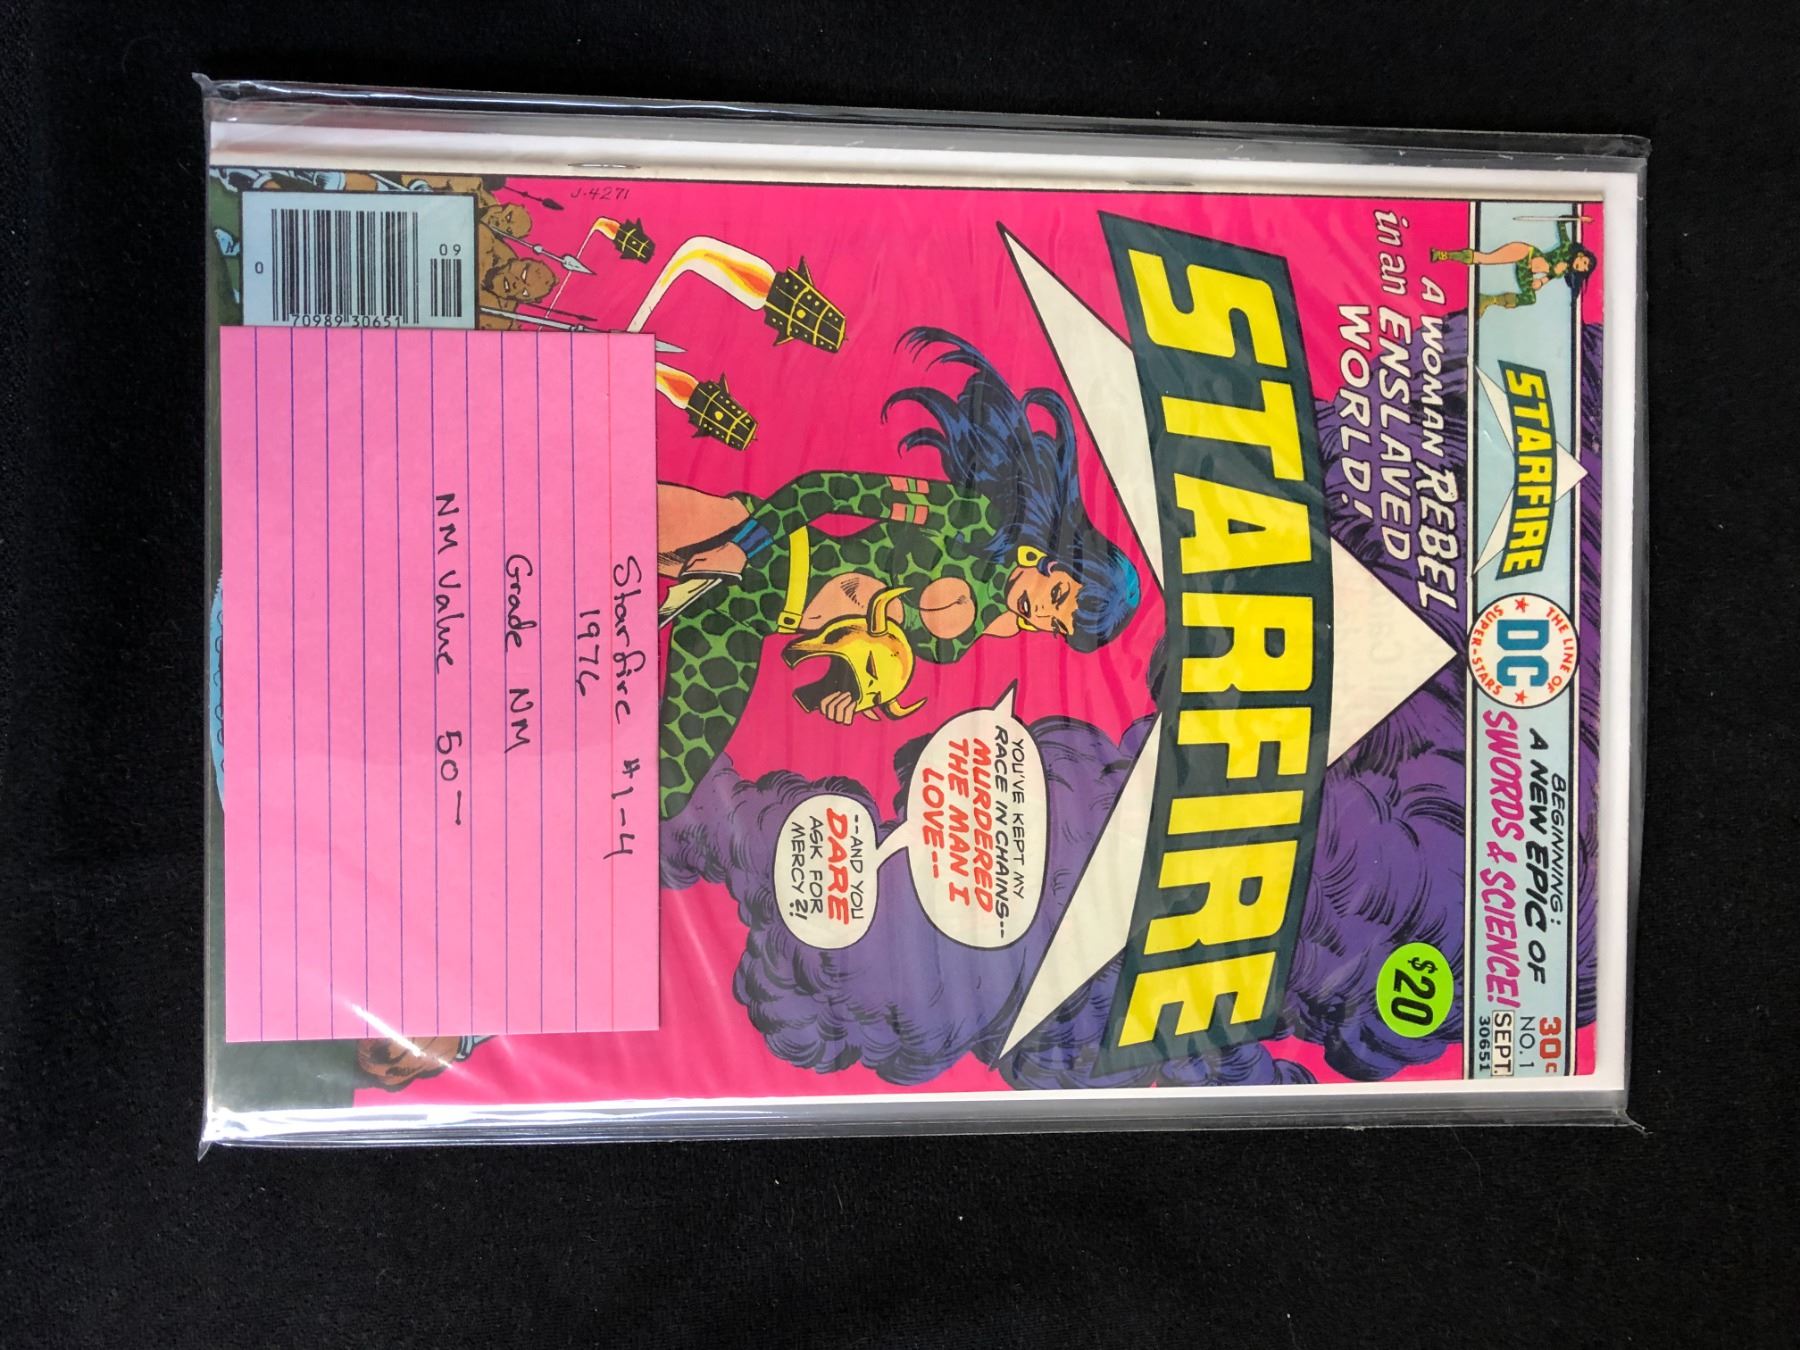 BEGINNING:
A NEW EPIC OF
SWORDS & SCIENCE!
30¢
NO. 1
SEPT.
30651
THE LINE OF
DC
SUPER-STARS
STARFIRE
A WOMAN REBEL
in an ENSLAVED
WORLD!
$20
STARFIRE
YOU'VE KEPT MY
RACE IN CHAINS--
MURDERED
THE MAN I
LOVE--
--AND YOU
DARE
ASK FOR
MERCY?!
J-4271
09
0
70989 30651
Starfire #1-4
1976
Grade NM
NM Value 50—